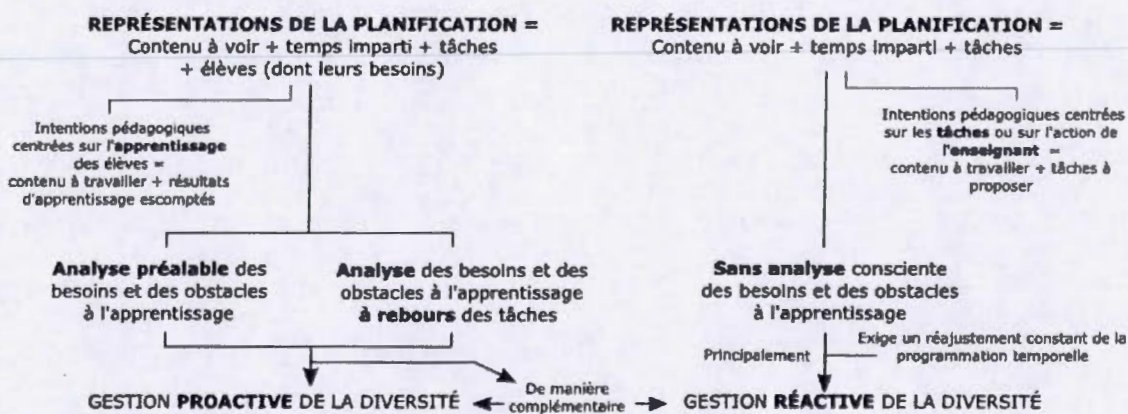 REPRÉSENTATIONS DE LA PLANIFICATION =
Contenu à voir + temps imparti + tâches
+ élèves (dont leurs besoins)
Intentions pédagogiques
centrées sur l'apprentissage
des élèves =
contenu à travailler + résultats
d'apprentissage escomptés
Analyse préalable des
besoins et des obstacles
à l'apprentissage
Analyse des besoins et des
obstacles à l'apprentissage
à rebours des tâches
GESTION PROACTIVE DE LA DIVERSITÉ
De manière
complémentaire
REPRÉSENTATIONS DE LA PLANIFICATION =
Contenu à voir + temps imparti + tâches
Intentions pédagogiques centrées
sur les tâches ou sur l'action de
l'enseignant =
contenu à travailler + tâches à
proposer
Sans analyse consciente
des besoins et des obstacles
à l'apprentissage
Principalement
Exige un réajustement constant de la
programmation temporelle
GESTION RÉACTIVE DE LA DIVERSITÉ